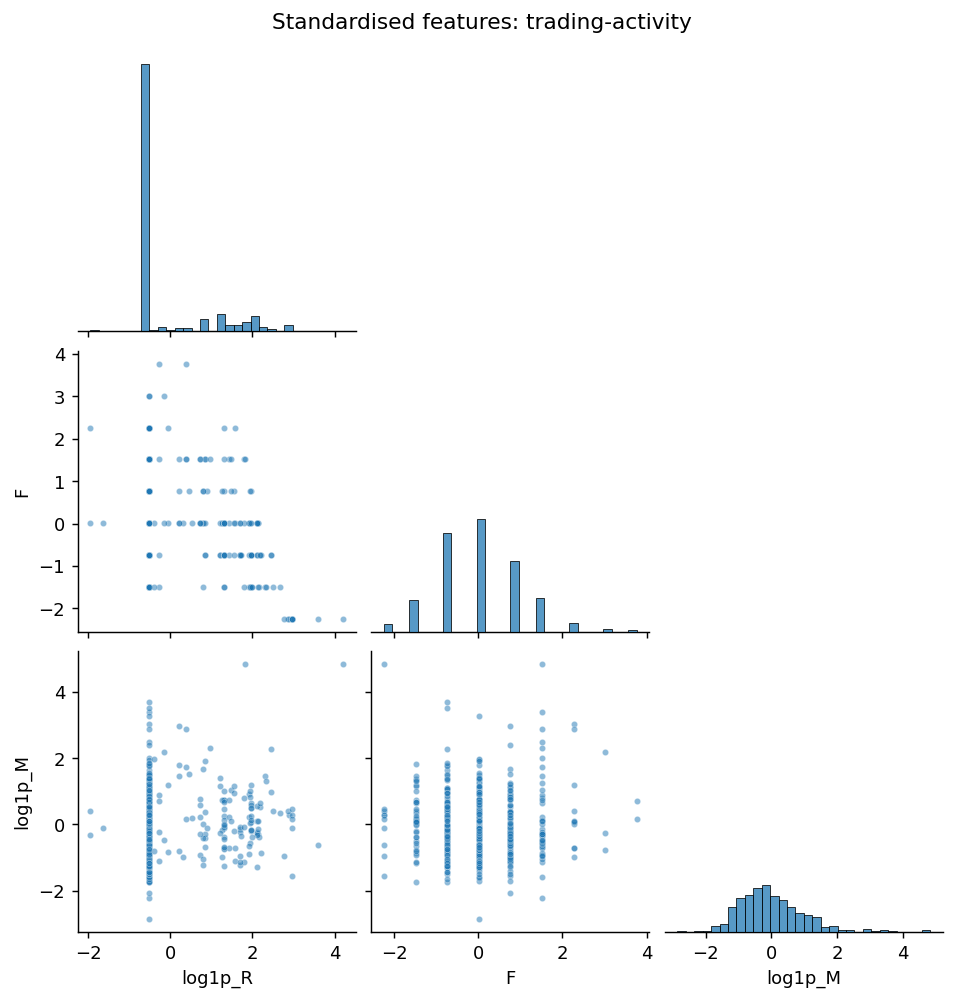 Standardised features: trading-activity
4
3
2
1
0
−1
−2
F
4
2
0
−2
log1p_M
−2 0 2 4 −2 0 2 4 −2 0 2 4
log1p_R F log1p_M